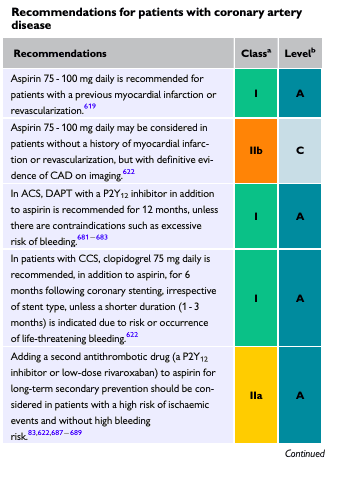 Recommendations for patients with coronary artery
disease
Recommendations Classᵃ Levelᵇ
Aspirin 75 - 100 mg daily is recommended for
patients with a previous myocardial infarction or
revascularization.⁶¹⁹
I A
Aspirin 75 - 100 mg daily may be considered in
patients without a history of myocardial infarc-
tion or revascularization, but with definitive evi-
dence of CAD on imaging.⁶²²
IIb C
In ACS, DAPT with a P2Y₁₂ inhibitor in addition
to aspirin is recommended for 12 months, unless
there are contraindications such as excessive
risk of bleeding.⁶⁸¹⁻⁶⁸³
I A
In patients with CCS, clopidogrel 75 mg daily is
recommended, in addition to aspirin, for 6
months following coronary stenting, irrespective
of stent type, unless a shorter duration (1 - 3
months) is indicated due to risk or occurrence
of life-threatening bleeding.⁶²²
I A
Adding a second antithrombotic drug (a P2Y₁₂
inhibitor or low-dose rivaroxaban) to aspirin for
long-term secondary prevention should be con-
sidered in patients with a high risk of ischaemic
events and without high bleeding
risk.⁸³,⁶²²,⁶⁸⁷⁻⁶⁸⁹
IIa A
Continued